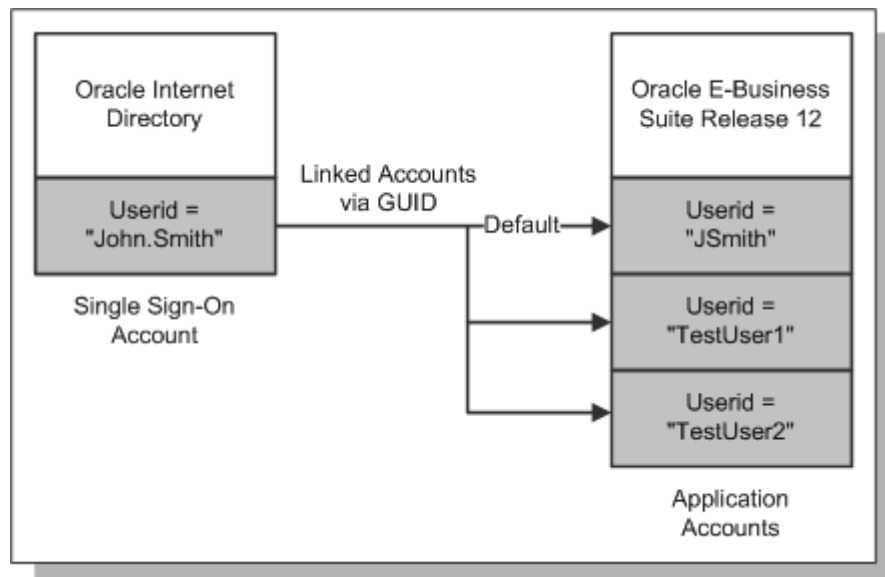 Oracle Internet
Directory
Userid =
"John.Smith"
Single Sign-On
Account
Linked Accounts
via GUID
Default
Oracle E-Business
Suite Release 12
Userid =
"JSmith"
Userid =
"TestUser1"
Userid =
"TestUser2"
Application
Accounts